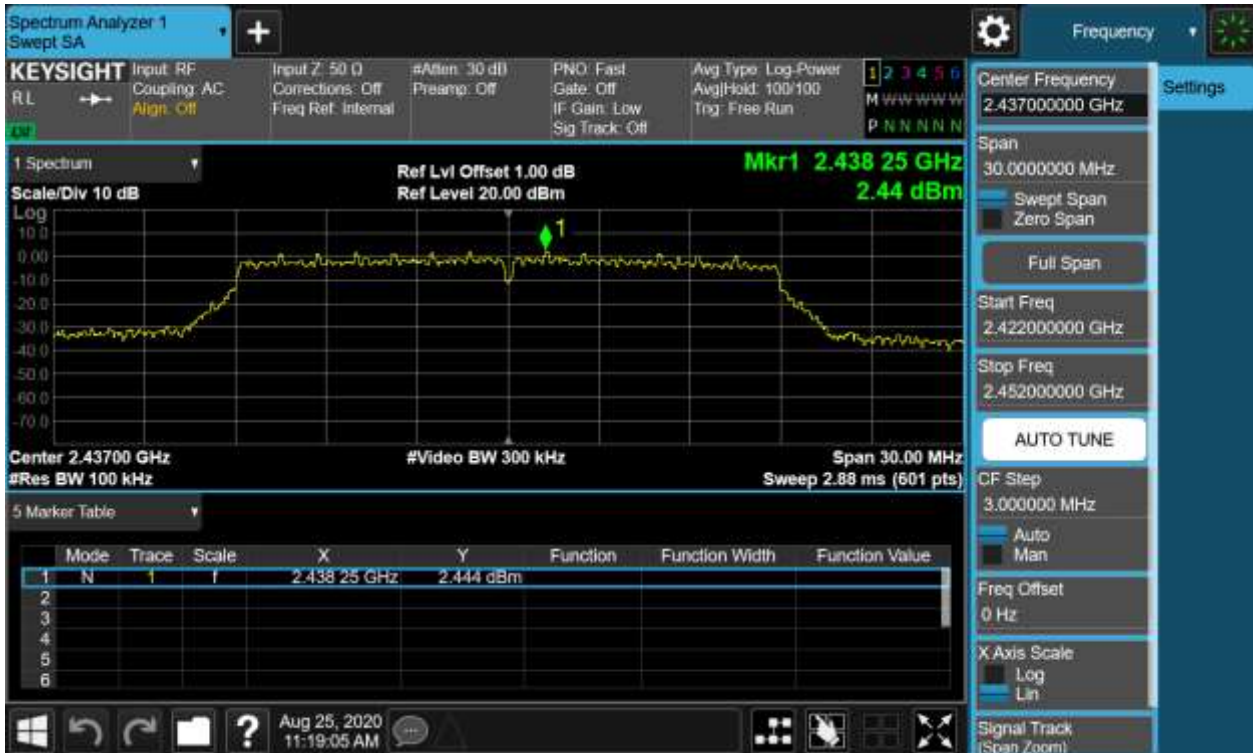 Spectrum Analyzer 1
Swept SA
+
Frequency
KEYSIGHT
RL
Input: RF
Coupling: AC
Align: Off
Input Z: 50 Ω
Corrections: Off
Freq Ref: Internal
#Atten: 30 dB
Preamp: Off
PNO: Fast
Gate: Off
IF Gain: Low
Sig Track: Off
Avg Type: Log-Power
Avg|Hold: 100/100
Trig: Free Run
1 2 3 4 5 6
M W W W W W
P N N N N N
1 Spectrum
Scale/Div 10 dB
Ref Lvl Offset 1.00 dB
Ref Level 20.00 dBm
Mkr1 2.438 25 GHz
2.44 dBm
Log
10.0
0.00
-10.0
-20.0
-30.0
-40.0
-50.0
-60.0
-70.0
1
Center 2.43700 GHz
#Res BW 100 kHz
#Video BW 300 kHz
Span 30.00 MHz
Sweep 2.88 ms (601 pts)
5 Marker Table
Mode Trace Scale X Y Function Function Width Function Value
1 N 1 f 2.438 25 GHz 2.444 dBm
2
3
4
5
6
?
Aug 25, 2020
11:19:05 AM
Center Frequency
2.437000000 GHz
Settings
Span
30.0000000 MHz
Swept Span
Zero Span
Full Span
Start Freq
2.422000000 GHz
Stop Freq
2.452000000 GHz
AUTO TUNE
CF Step
3.000000 MHz
Auto
Man
Freq Offset
0 Hz
X Axis Scale
Log
Lin
Signal Track
(Span Zoom)